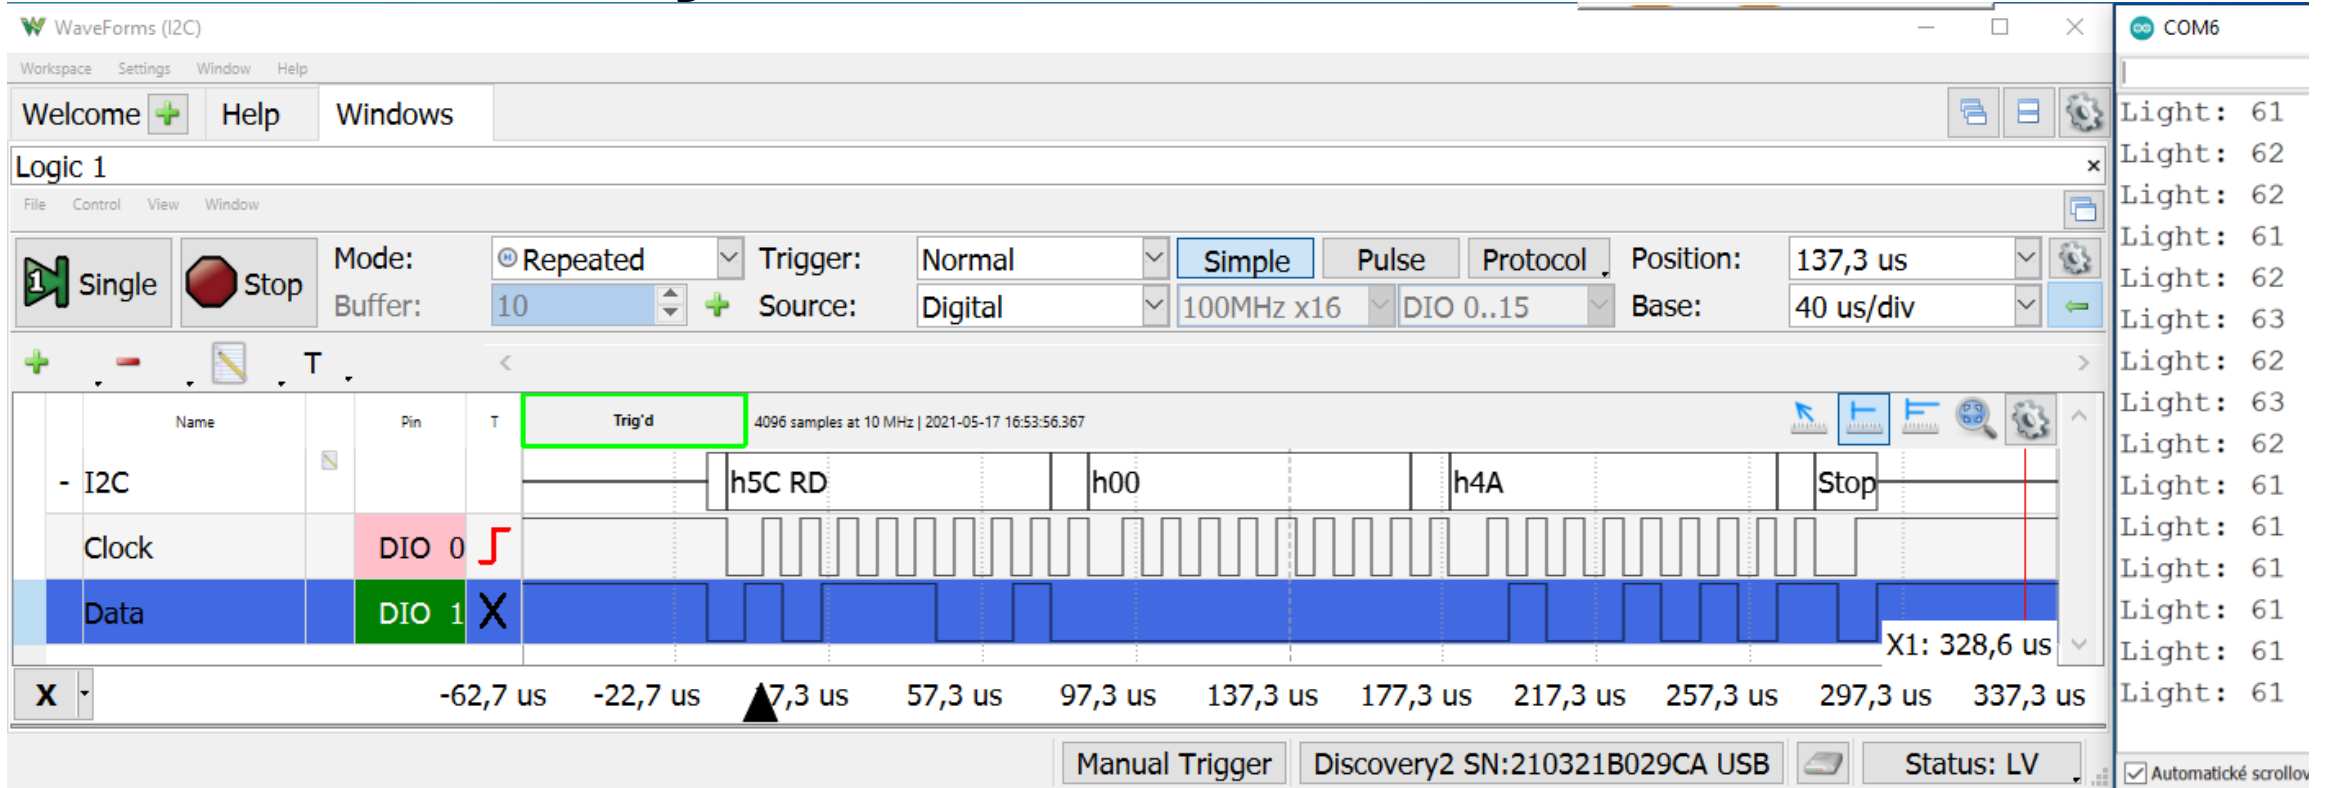 WaveForms (I2C)
Workspace Settings Window Help
Welcome Help Windows
Logic 1
File Control View Window
Single Stop Mode: Repeated Trigger: Normal Simple Pulse Protocol Position: 137,3 us
Buffer: 10 Source: Digital 100MHz x16 DIO 0..15 Base: 40 us/div
T
Name Pin T Trig'd 4096 samples at 10 MHz | 2021-05-17 16:53:56.367
- I2C h5C RD h00 h4A Stop
Clock DIO 0
Data DIO 1 X
X1: 328,6 us
X -62,7 us -22,7 us 7,3 us 57,3 us 97,3 us 137,3 us 177,3 us 217,3 us 257,3 us 297,3 us 337,3 us
Manual Trigger Discovery2 SN:210321B029CA USB Status: LV
COM6
Light: 61
Light: 62
Light: 62
Light: 61
Light: 62
Light: 63
Light: 62
Light: 63
Light: 62
Light: 61
Light: 61
Light: 61
Light: 61
Light: 61
Light: 61
Automatické scrollov